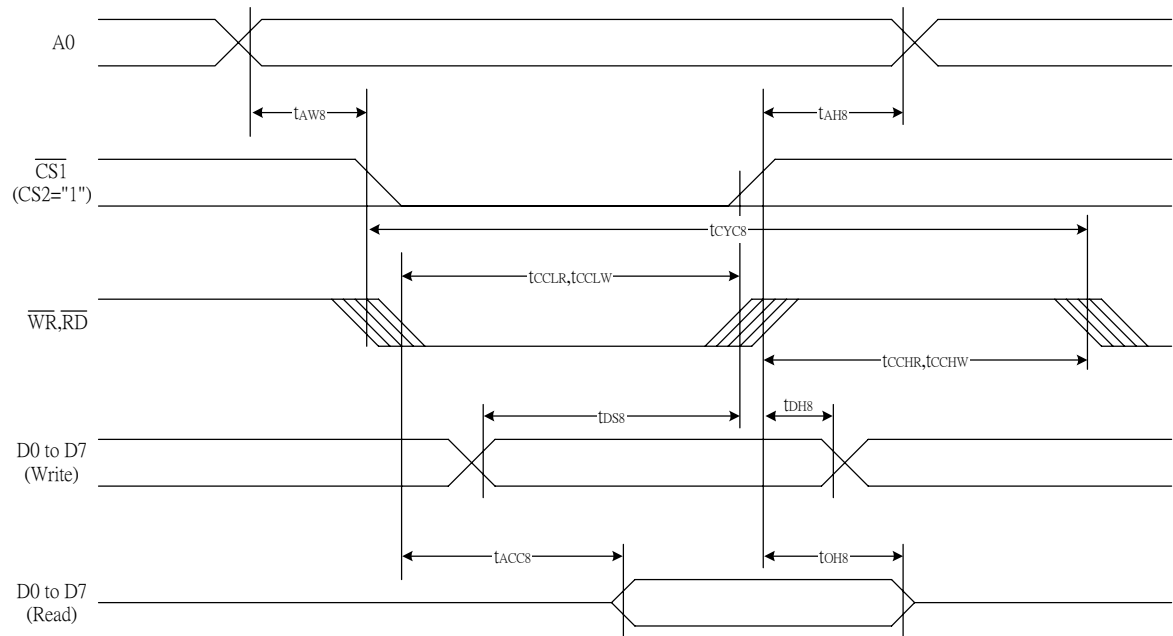 A0
tAW8
tAH8
CS1
(CS2="1")
tCYC8
tCCLR,tCCLW
WR,RD
tCCHR,tCCHW
tDS8
tDH8
D0 to D7
(Write)
tACC8
tOH8
D0 to D7
(Read)